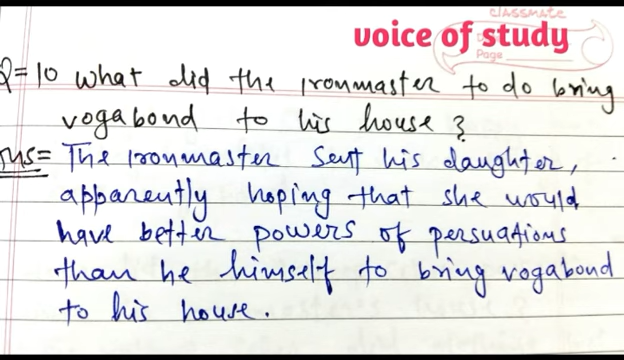 CLASSMATE
voice of study
Page
Q=10 What did the ironmaster to do bring
vogabond to his house?
Ans= The ironmaster sent his daughter,
apparently hoping that she would
have better powers of persuations
than he himself to bring vogabond
to his house.